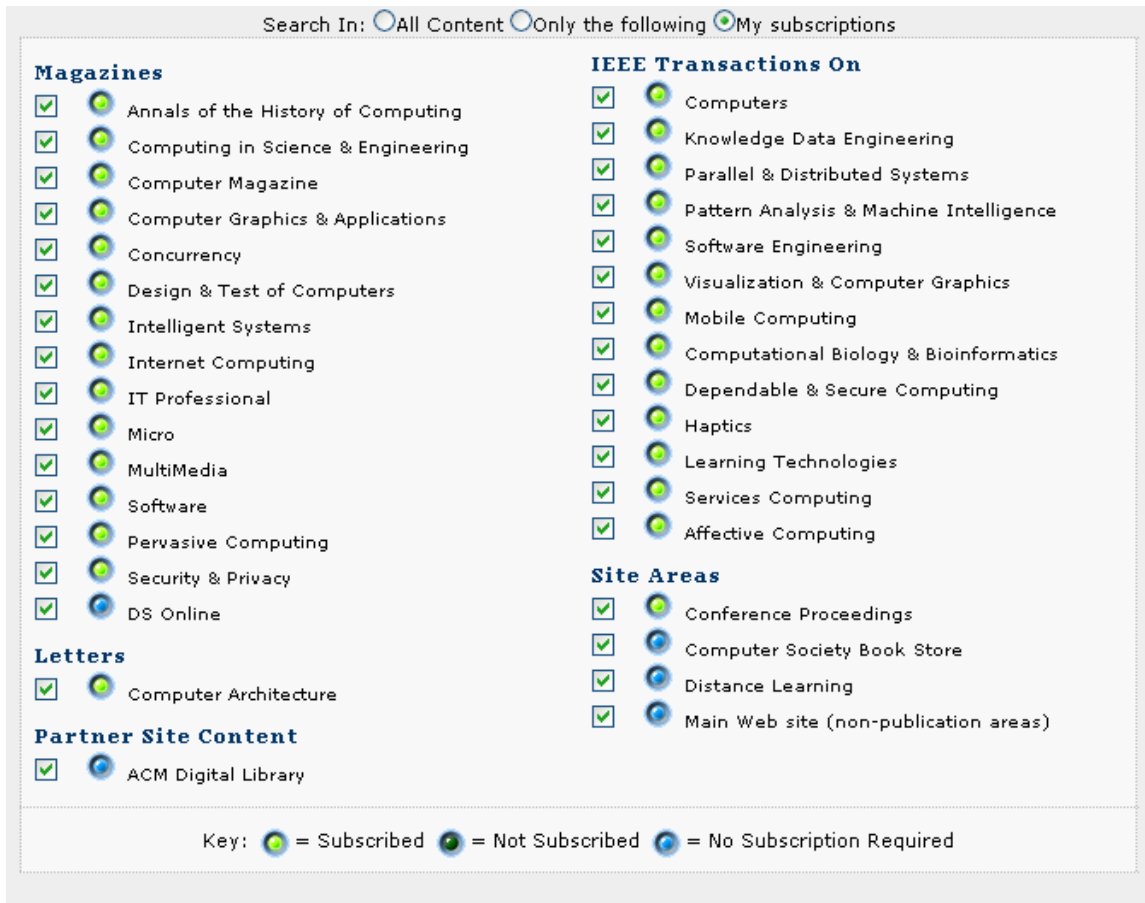 Search In: All Content Only the following My subscriptions
Magazines
Annals of the History of Computing
Computing in Science & Engineering
Computer Magazine
Computer Graphics & Applications
Concurrency
Design & Test of Computers
Intelligent Systems
Internet Computing
IT Professional
Micro
MultiMedia
Software
Pervasive Computing
Security & Privacy
DS Online
Letters
Computer Architecture
Partner Site Content
ACM Digital Library
IEEE Transactions On
Computers
Knowledge Data Engineering
Parallel & Distributed Systems
Pattern Analysis & Machine Intelligence
Software Engineering
Visualization & Computer Graphics
Mobile Computing
Computational Biology & Bioinformatics
Dependable & Secure Computing
Haptics
Learning Technologies
Services Computing
Affective Computing
Site Areas
Conference Proceedings
Computer Society Book Store
Distance Learning
Main Web site (non-publication areas)
Key: = Subscribed = Not Subscribed = No Subscription Required